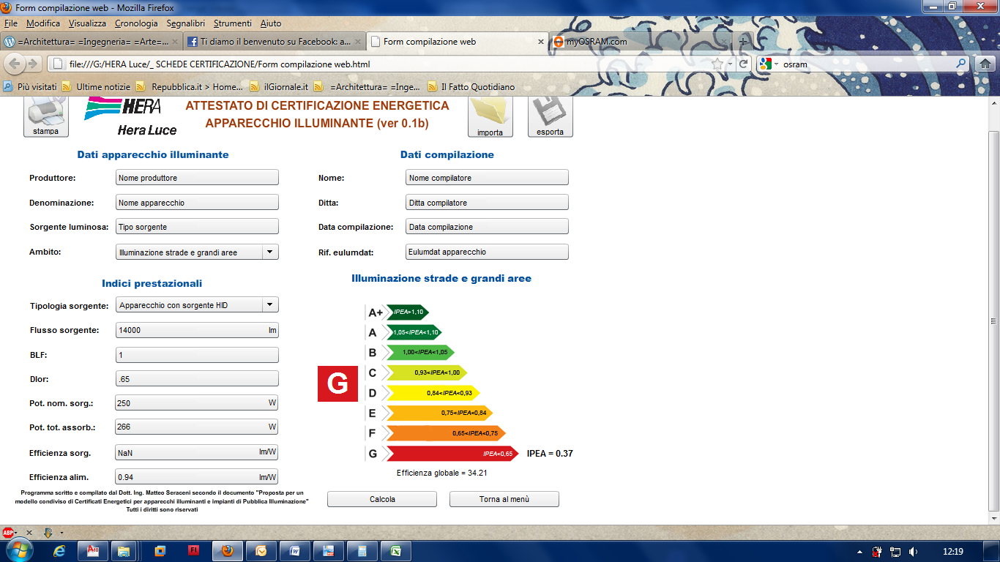 Form compilazione web - Mozilla Firefox
File Modifica Visualizza Cronologia Segnalibri Strumenti Aiuto
=Architettura= =Ingegneria= =Arte=... Ti diamo il benvenuto su Facebook: a... Form compilazione web myOSRAM.com
file:///G:/HERA Luce/_ SCHEDE CERTIFICAZIONE/Form compilazione web.html osram
Più visitati Ultime notizie Repubblica.it > Home... ilGiornale.it =Architettura= =Inge... Il Fatto Quotidiano
stampa
HERA
Hera Luce
ATTESTATO DI CERTIFICAZIONE ENERGETICA
APPARECCHIO ILLUMINANTE (ver 0.1b)
importa
esporta
Dati apparecchio illuminante
Produttore: Nome produttore
Denominazione: Nome apparecchio
Sorgente luminosa: Tipo sorgente
Ambito: Illuminazione strade e grandi aree
Dati compilazione
Nome: Nome compilatore
Ditta: Ditta compilatore
Data compilazione: Data compilazione
Rif. eulumdat: Eulumdat apparecchio
Indici prestazionali
Tipologia sorgente: Apparecchio con sorgente HID
Flusso sorgente: 14000 lm
BLF: 1
Dlor: .65
Pot. nom. sorg.: 250 W
Pot. tot. assorb.: 266 W
Efficienza sorg. NaN lm/W
Efficienza alim. 0.94 lm/W
Illuminazione strade e grandi aree
A+ IPEA>1,10
A 1,05<IPEA<1,10
B 1,00<IPEA<1,05
C 0,93<IPEA<1,00
G
D 0,84<IPEA<0,93
E 0,75<IPEA<0,84
F 0,65<IPEA<0,75
G IPEA<0,65 IPEA = 0.37
Efficienza globale = 34.21
Programma scritto e compilato dal Dott. Ing. Matteo Seraceni secondo il documento "Proposta per un
modello condiviso di Certificati Energetici per apparecchi illuminanti e impianti di Pubblica Illuminazione"
Tutti i diritti sono riservati
Calcola Torna al menù
ABP
A10 Fl 12:19